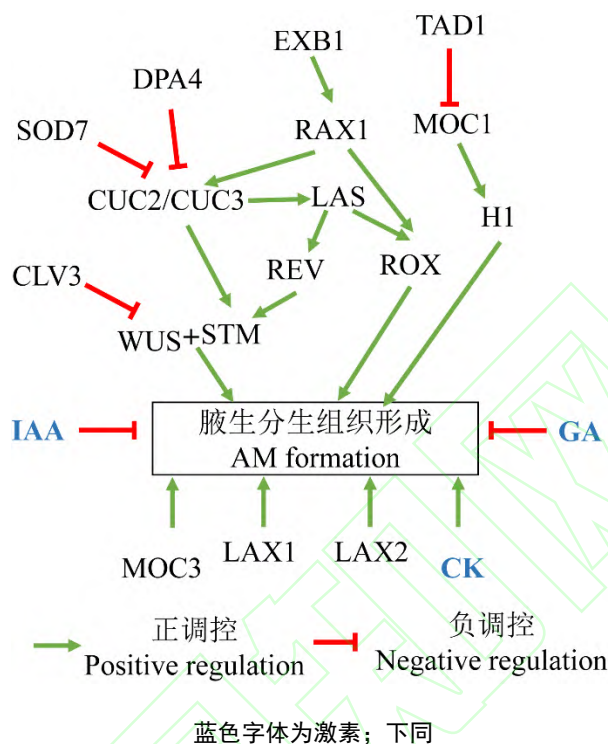 EXB1
TAD1
DPA4
SOD7
RAX1
MOC1
CUC2/CUC3
LAS
H1
REV
ROX
CLV3
WUS+STM
IAA
腋生分生组织形成
AM formation
GA
MOC3
LAX1
LAX2
CK
正调控
Positive regulation
负调控
Negative regulation
蓝色字体为激素；下同